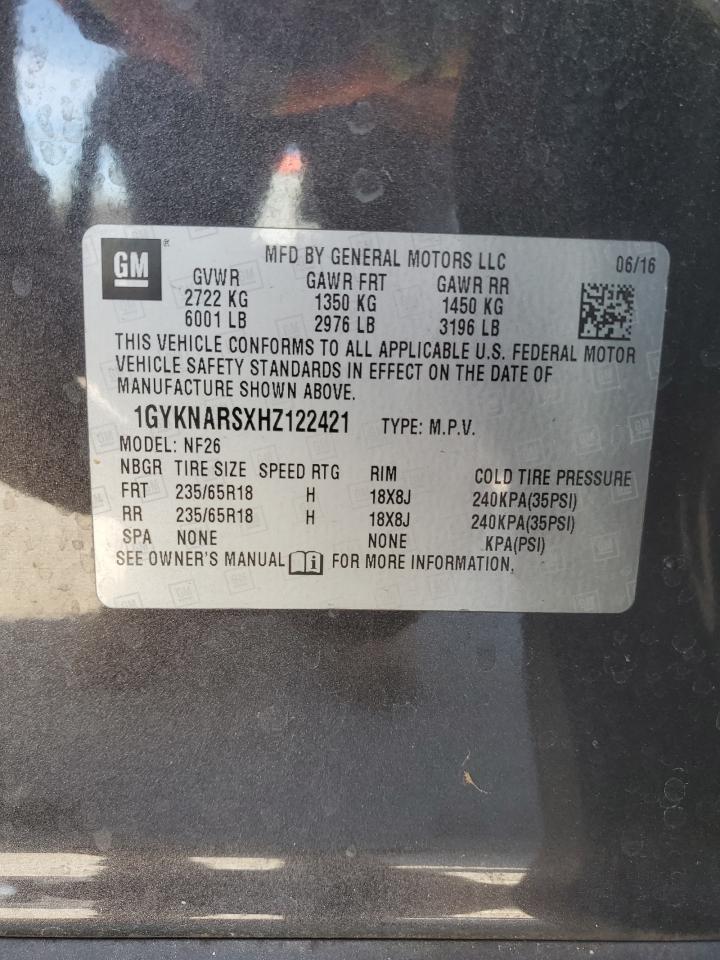 GM ® MFD BY GENERAL MOTORS LLC 06/16
GVWR GAWR FRT GAWR RR
2722 KG 1350 KG 1450 KG
6001 LB 2976 LB 3196 LB
THIS VEHICLE CONFORMS TO ALL APPLICABLE U.S. FEDERAL MOTOR
VEHICLE SAFETY STANDARDS IN EFFECT ON THE DATE OF
MANUFACTURE SHOWN ABOVE.
1GYKNARSXHZ122421 TYPE: M.P.V.
MODEL: NF26
NBGR TIRE SIZE SPEED RTG RIM COLD TIRE PRESSURE
FRT 235/65R18 H 18X8J 240KPA(35PSI)
RR 235/65R18 H 18X8J 240KPA(35PSI)
SPA NONE NONE KPA(PSI)
SEE OWNER'S MANUAL i FOR MORE INFORMATION.